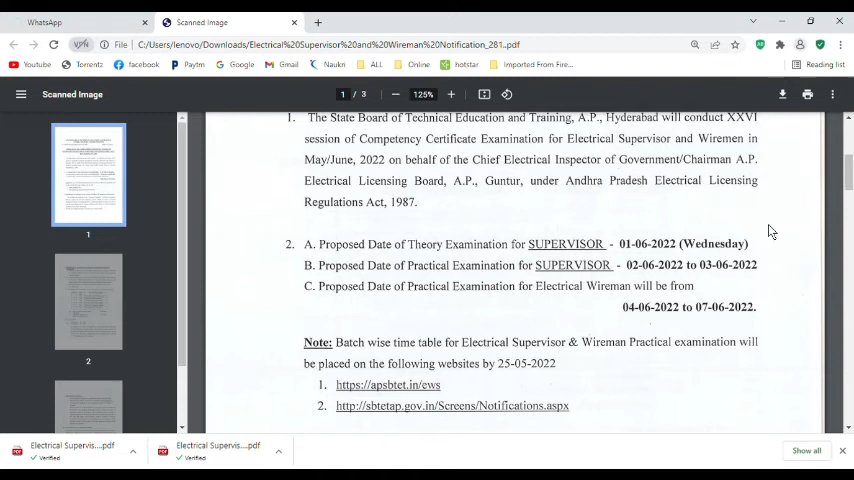 WhatsApp
Scanned Image
VPN
File
C:/Users/lenovo/Downloads/Electrical%20Supervisor%20and%20Wireman%20Notification_281..pdf
Youtube
Torrentz
facebook
Paytm
Google
Gmail
Naukri
ALL
Online
hotstar
Imported From Fire...
Reading list
Scanned Image
1 / 3
125%
1
2
1. The State Board of Technical Education and Training, A.P., Hyderabad will conduct XXVI
session of Competency Certificate Examination for Electrical Supervisor and Wiremen in
May/June, 2022 on behalf of the Chief Electrical Inspector of Government/Chairman A.P.
Electrical Licensing Board, A.P., Guntur, under Andhra Pradesh Electrical Licensing
Regulations Act, 1987.
2. A. Proposed Date of Theory Examination for SUPERVISOR - 01-06-2022 (Wednesday)
B. Proposed Date of Practical Examination for SUPERVISOR - 02-06-2022 to 03-06-2022
C. Proposed Date of Practical Examination for Electrical Wireman will be from
04-06-2022 to 07-06-2022.
Note: Batch wise time table for Electrical Supervisor & Wireman Practical examination will
be placed on the following websites by 25-05-2022
1. https://apsbtet.in/ews
2. http://sbtetap.gov.in/Screens/Notifications.aspx
Electrical Supervis....pdf
Verified
Electrical Supervis....pdf
Verified
Show all